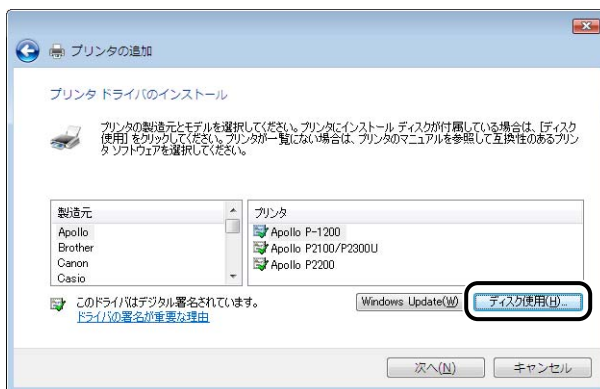 プリンタの追加
プリンタ ドライバのインストール
プリンタの製造元とモデルを選択してください。プリンタにインストール ディスクが付属している場合は、[ディスク
使用] をクリックしてください。プリンタが一覧にない場合は、プリンタのマニュアルを参照して互換性のあるプリン
タ ソフトウェアを選択してください。
製造元
プリンタ
Apollo
Brother
Canon
Casio
Apollo P-1200
Apollo P2100/P2300U
Apollo P2200
このドライバはデジタル署名されています。
ドライバの署名が重要な理由
Windows Update(W)
ディスク使用(H)...
次へ(N)
キャンセル